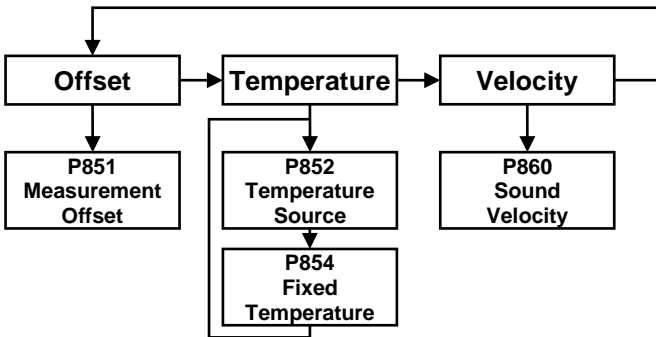 Offset
Temperature
Velocity
P851
Measurement
Offset
P852
Temperature
Source
P860
Sound
Velocity
P854
Fixed
Temperature